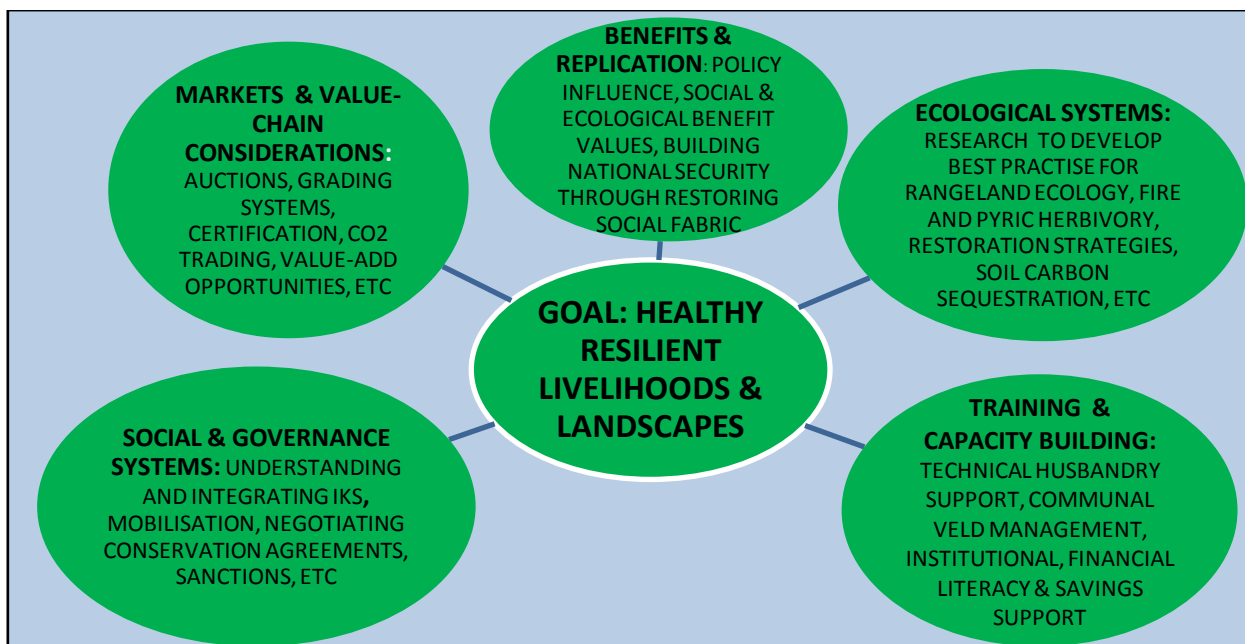 BENEFITS &
REPLICATION: POLICY
INFLUENCE, SOCIAL &
ECOLOGICAL BENEFIT
VALUES, BUILDING
NATIONAL SECURITY
THROUGH RESTORING
SOCIAL FABRIC
MARKETS & VALUE-
CHAIN
CONSIDERATIONS:
AUCTIONS, GRADING
SYSTEMS,
CERTIFICATION, CO2
TRADING, VALUE-ADD
OPPORTUNITIES, ETC
ECOLOGICAL SYSTEMS:
RESEARCH TO DEVELOP
BEST PRACTISE FOR
RANGELAND ECOLOGY, FIRE
AND PYRIC HERBIVORY,
RESTORATION STRATEGIES,
SOIL CARBON
SEQUESTRATION, ETC
GOAL: HEALTHY
RESILIENT
LIVELIHOODS &
LANDSCAPES
SOCIAL & GOVERNANCE
SYSTEMS: UNDERSTANDING
AND INTEGRATING IKS,
MOBILISATION, NEGOTIATING
CONSERVATION AGREEMENTS,
SANCTIONS, ETC
TRAINING &
CAPACITY BUILDING:
TECHNICAL HUSBANDRY
SUPPORT, COMMUNAL
VELD MANAGEMENT,
INSTITUTIONAL, FINANCIAL
LITERACY & SAVINGS
SUPPORT